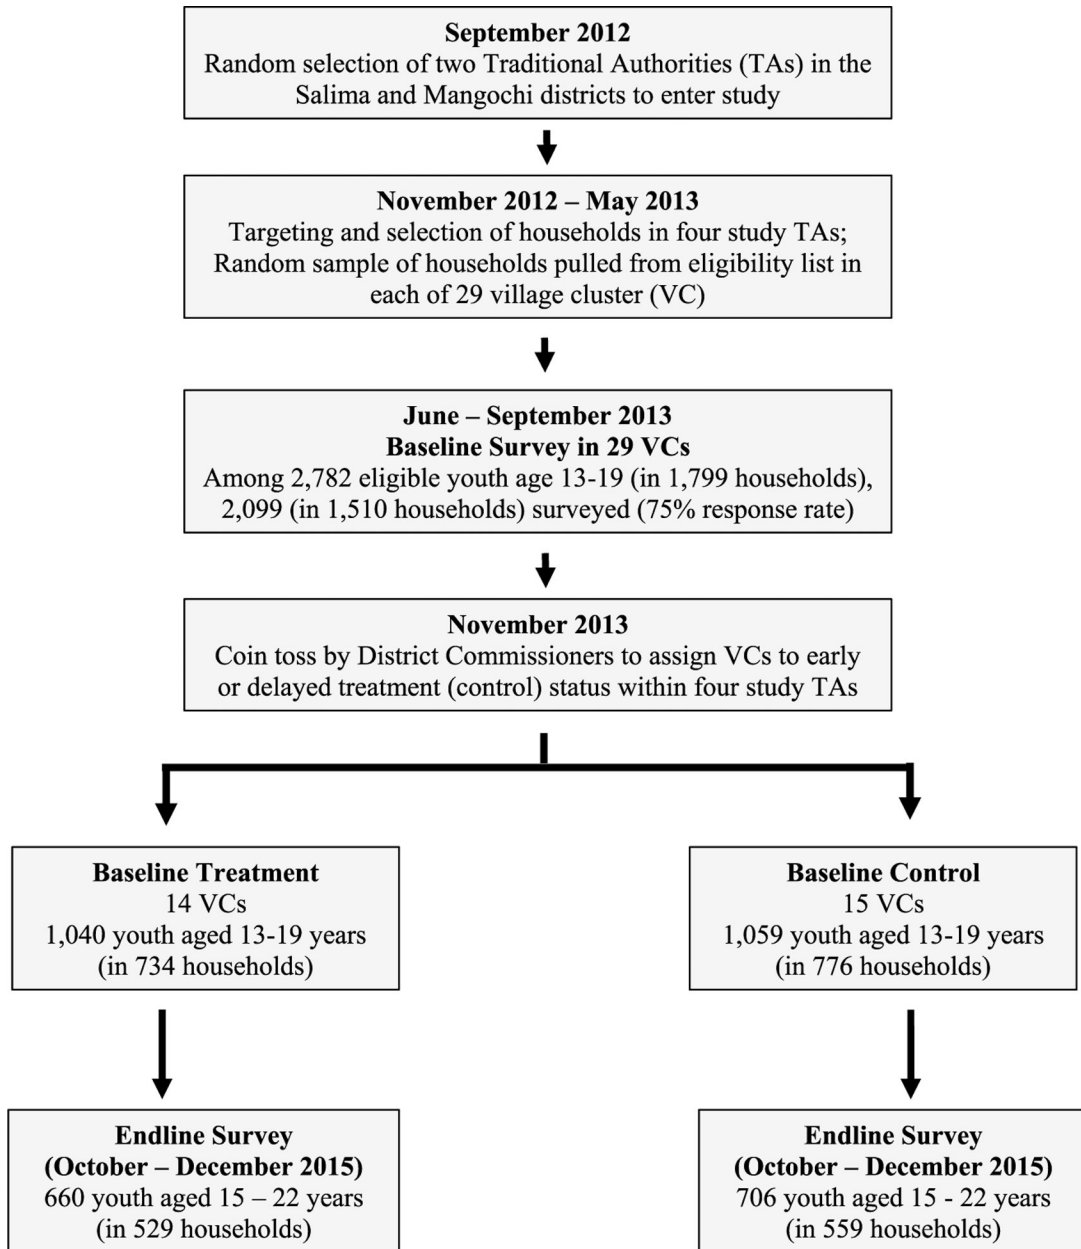 September 2012
Random selection of two Traditional Authorities (TAs) in the
Salima and Mangochi districts to enter study
November 2012 – May 2013
Targeting and selection of households in four study TAs;
Random sample of households pulled from eligibility list in
each of 29 village cluster (VC)
June – September 2013
Baseline Survey in 29 VCs
Among 2,782 eligible youth age 13-19 (in 1,799 households),
2,099 (in 1,510 households) surveyed (75% response rate)
November 2013
Coin toss by District Commissioners to assign VCs to early
or delayed treatment (control) status within four study TAs
Baseline Treatment
14 VCs
1,040 youth aged 13-19 years
(in 734 households)
Baseline Control
15 VCs
1,059 youth aged 13-19 years
(in 776 households)
Endline Survey
(October – December 2015)
660 youth aged 15 – 22 years
(in 529 households)
Endline Survey
(October – December 2015)
706 youth aged 15 - 22 years
(in 559 households)